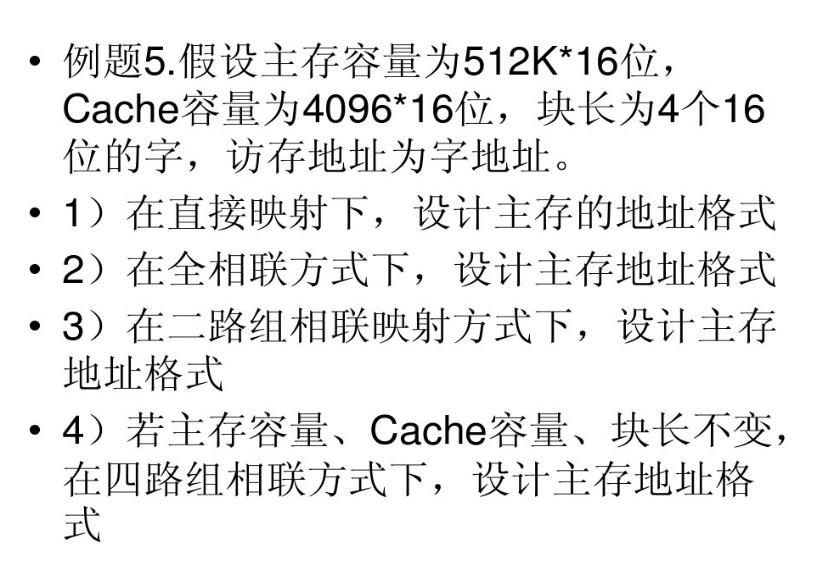 • 例题5.假设主存容量为512K*16位，
Cache容量为4096*16位，块长为4个16
位的字，访存地址为字地址。
• 1）在直接映射下，设计主存的地址格式
• 2）在全相联方式下，设计主存地址格式
• 3）在二路组相联映射方式下，设计主存
地址格式
• 4）若主存容量、Cache容量、块长不变，
在四路组相联方式下，设计主存地址格
式